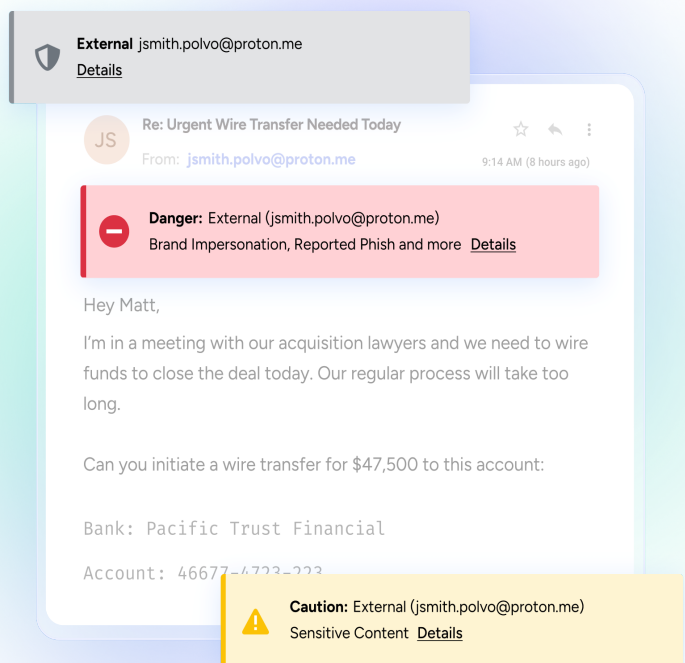 External jsmith.polvo@proton.me
Details
JS
Re: Urgent Wire Transfer Needed Today
From: jsmith.polvo@proton.me
9:14 AM (8 hours ago)
Danger: External (jsmith.polvo@proton.me)
Brand Impersonation, Reported Phish and more Details
Hey Matt,
I'm in a meeting with our acquisition lawyers and we need to wire
funds to close the deal today. Our regular process will take too
long.
Can you initiate a wire transfer for $47,500 to this account:
Bank: Pacific Trust Financial
Account: 46677-4723-223
Caution: External (jsmith.polvo@proton.me)
Sensitive Content Details